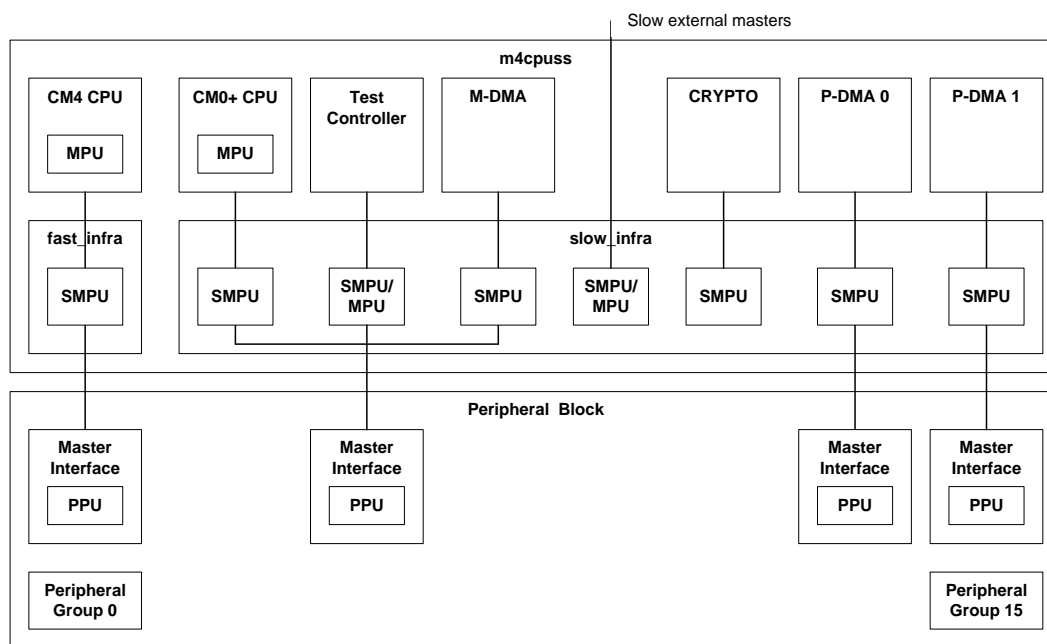 Slow external masters
m4cpuss
CM4 CPU
MPU
CM0+ CPU
MPU
Test
Controller
M-DMA
CRYPTO
P-DMA 0
P-DMA 1
fast_infra
SMPU
slow_infra
SMPU
SMPU/
MPU
SMPU
SMPU/
MPU
SMPU
SMPU
SMPU
Peripheral Block
Master
Interface
PPU
Master
Interface
PPU
Master
Interface
PPU
Master
Interface
PPU
Peripheral
Group 0
Peripheral
Group 15